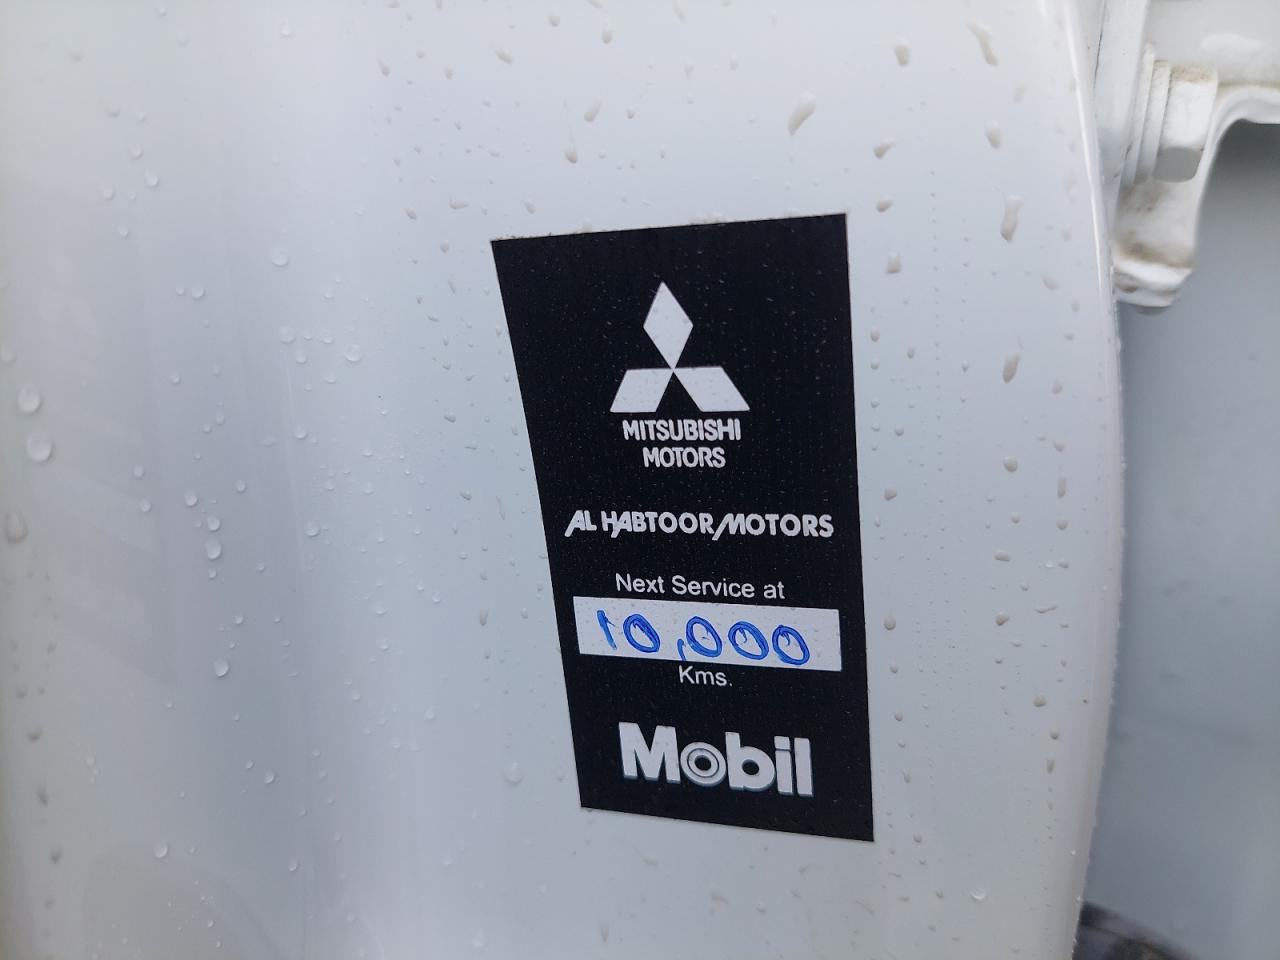 MITSUBISHI
MOTORS
AL HABTOOR MOTORS
Next Service at
10,000
Kms.
Mobil